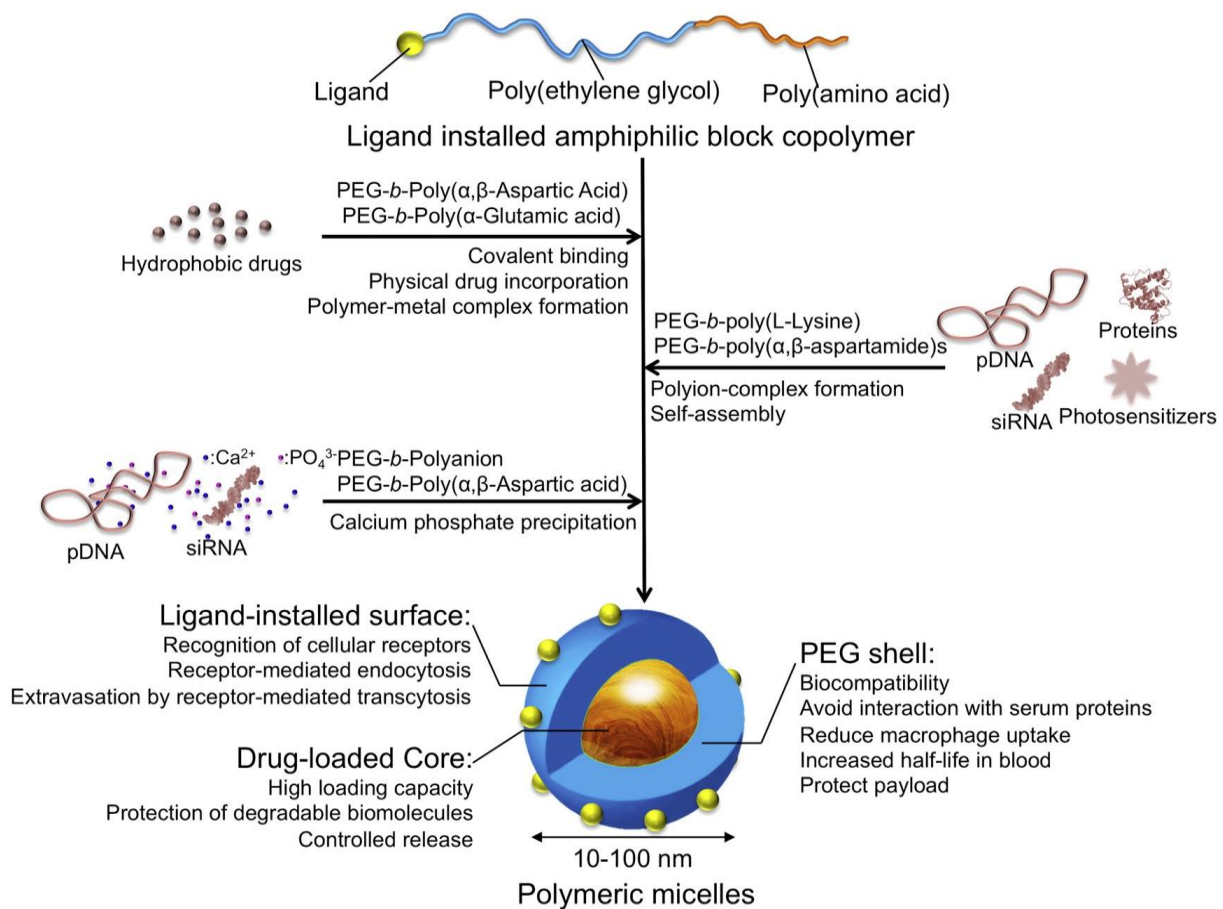 Ligand
Poly(ethylene glycol)
Poly(amino acid)
Ligand installed amphiphilic block copolymer
PEG-b-Poly(α,β-Aspartic Acid)
PEG-b-Poly(α-Glutamic acid)
Hydrophobic drugs
Covalent binding
Physical drug incorporation
Polymer-metal complex formation
PEG-b-poly(L-Lysine)
PEG-b-poly(α,β-aspartamide)s
Polyion-complex formation
Self-assembly
pDNA
Proteins
siRNA
Photosensitizers
:Ca²⁺
:PO₄³⁻
PEG-b-Polyanion
PEG-b-Poly(α,β-Aspartic acid)
Calcium phosphate precipitation
pDNA
siRNA
Ligand-installed surface:
Recognition of cellular receptors
Receptor-mediated endocytosis
Extravasation by receptor-mediated transcytosis
Drug-loaded Core:
High loading capacity
Protection of degradable biomolecules
Controlled release
PEG shell:
Biocompatibility
Avoid interaction with serum proteins
Reduce macrophage uptake
Increased half-life in blood
Protect payload
10-100 nm
Polymeric micelles